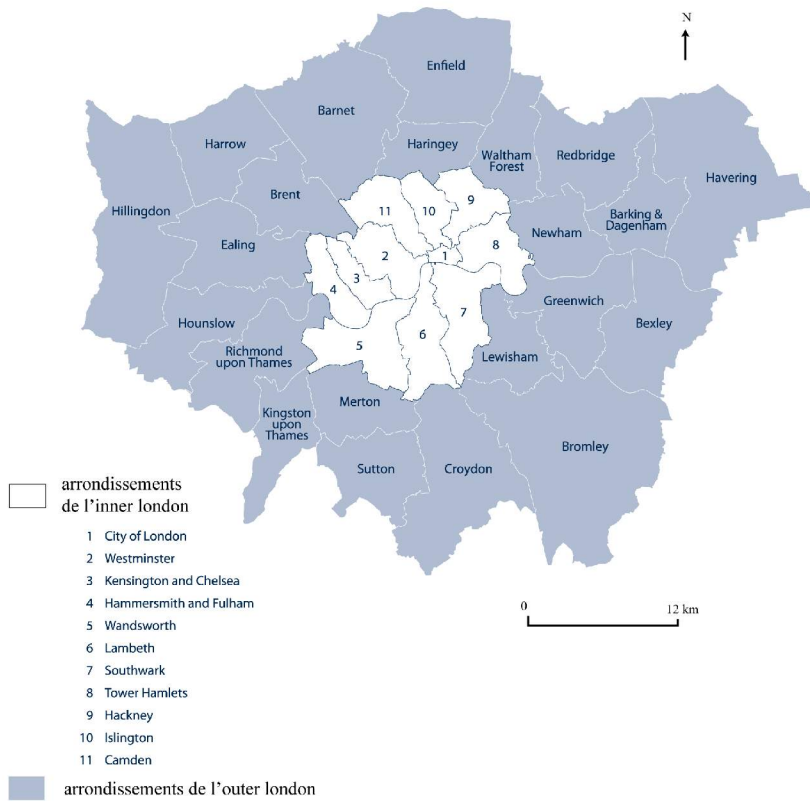 N
Enfield
Barnet
Harrow
Haringey
Waltham
Forest
Redbridge
Havering
Hillingdon
Brent
Ealing
11
10
9
Newham
Barking &
Dagenham
2
1
8
3
4
Hounslow
Richmond
upon Thames
5
6
7
Greenwich
Bexley
Lewisham
Kingston
upon
Thames
Merton
Sutton
Croydon
Bromley
arrondissements
de l’inner london
1 City of London
2 Westminster
3 Kensington and Chelsea
4 Hammersmith and Fulham
5 Wandsworth
6 Lambeth
7 Southwark
8 Tower Hamlets
9 Hackney
10 Islington
11 Camden
0 12 km
arrondissements de l’outer london